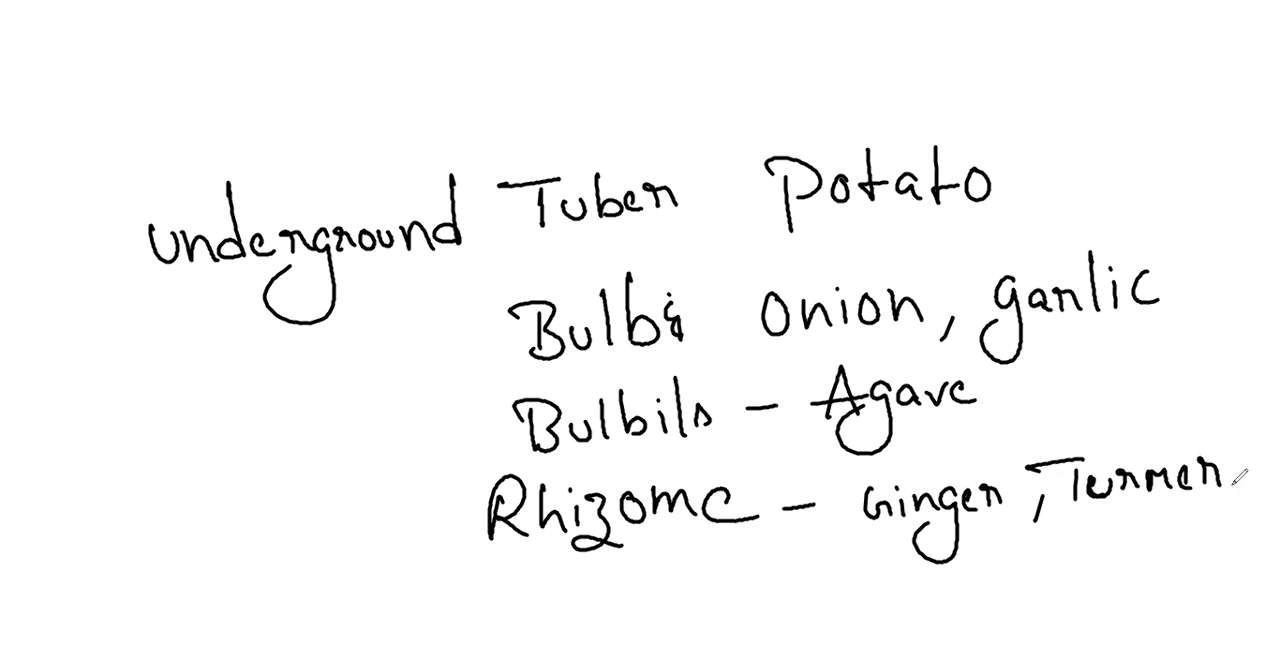 underground Tuber Potato
Bulbs Onion, garlic
Bulbils - Agave
Rhizome - Ginger, Turmer